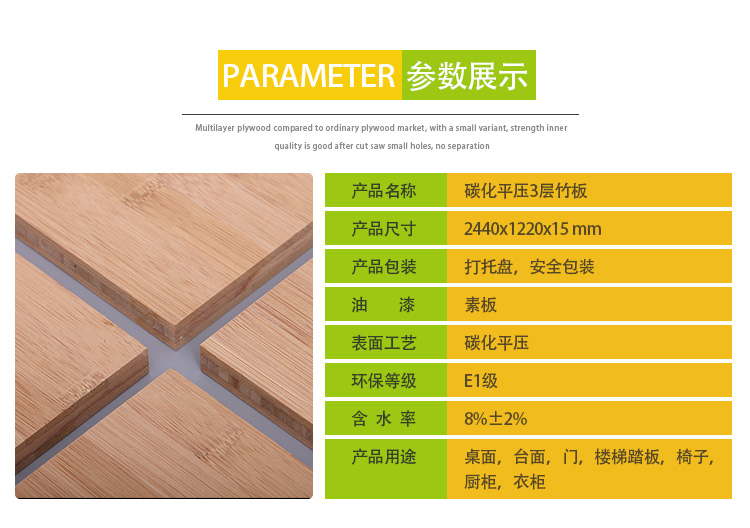 PARAMETER 参数展示
Multilayer plywood compared to ordinary plywood market, with a small variant, strength inner
quality is good after cut saw small holes, no separation
产品名称 碳化平压3层竹板
产品尺寸 2440x1220x15 mm
产品包装 打托盘，安全包装
油 漆 素板
表面工艺 碳化平压
环保等级 E1级
含 水 率 8%±2%
产品用途 桌面，台面，门，楼梯踏板，椅子，
厨柜，衣柜